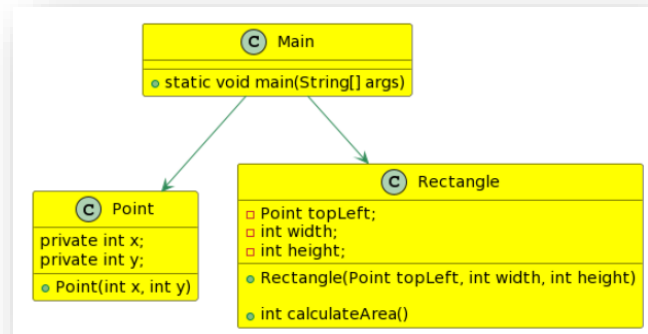 C Main
static void main(String[] args)
C Point
private int x;
private int y;
Point(int x, int y)
C Rectangle
Point topLeft;
int width;
int height;
Rectangle(Point topLeft, int width, int height)
int calculateArea()